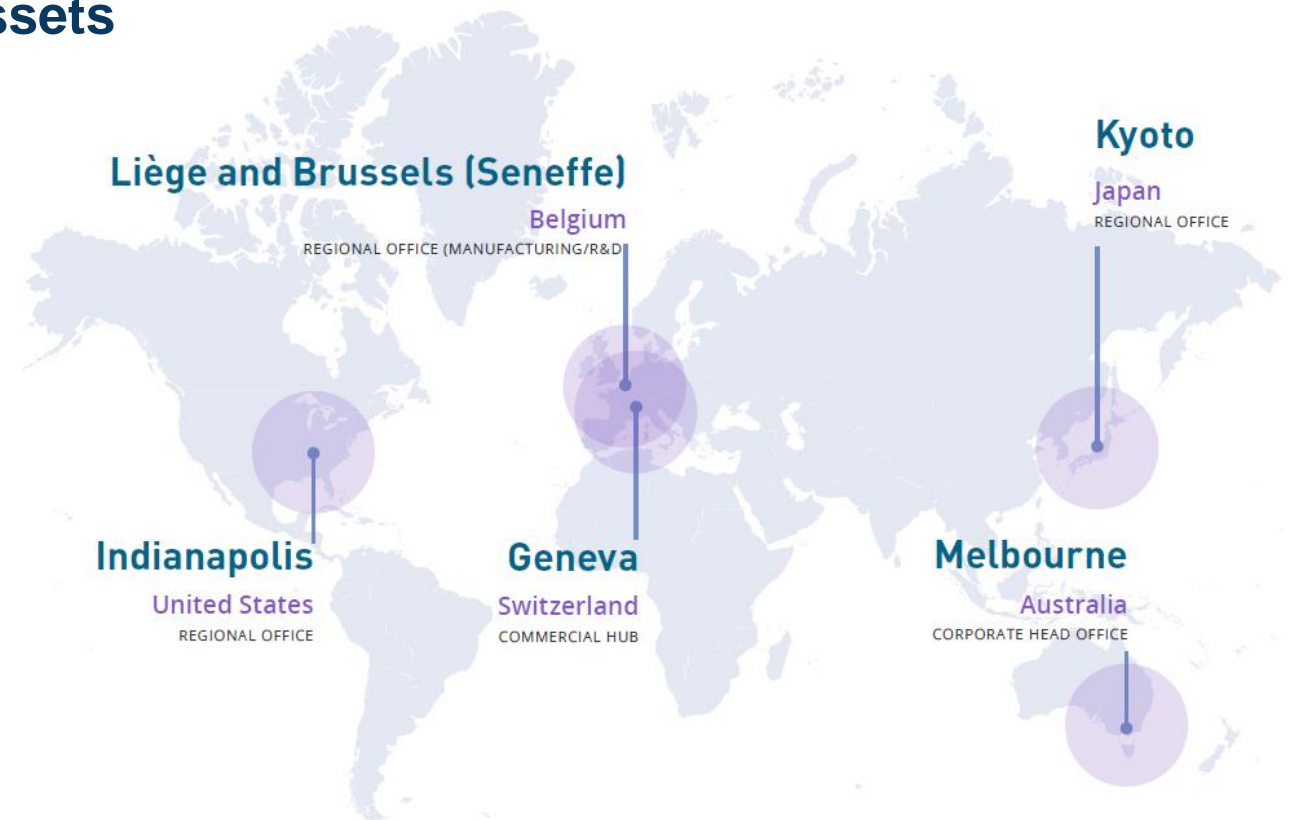 ssets
Liège and Brussels (Seneffe)
Belgium
REGIONAL OFFICE (MANUFACTURING/R&D
Kyoto
Japan
REGIONAL OFFICE
Indianapolis
United States
REGIONAL OFFICE
Geneva
Switzerland
COMMERCIAL HUB
Melbourne
Australia
CORPORATE HEAD OFFICE